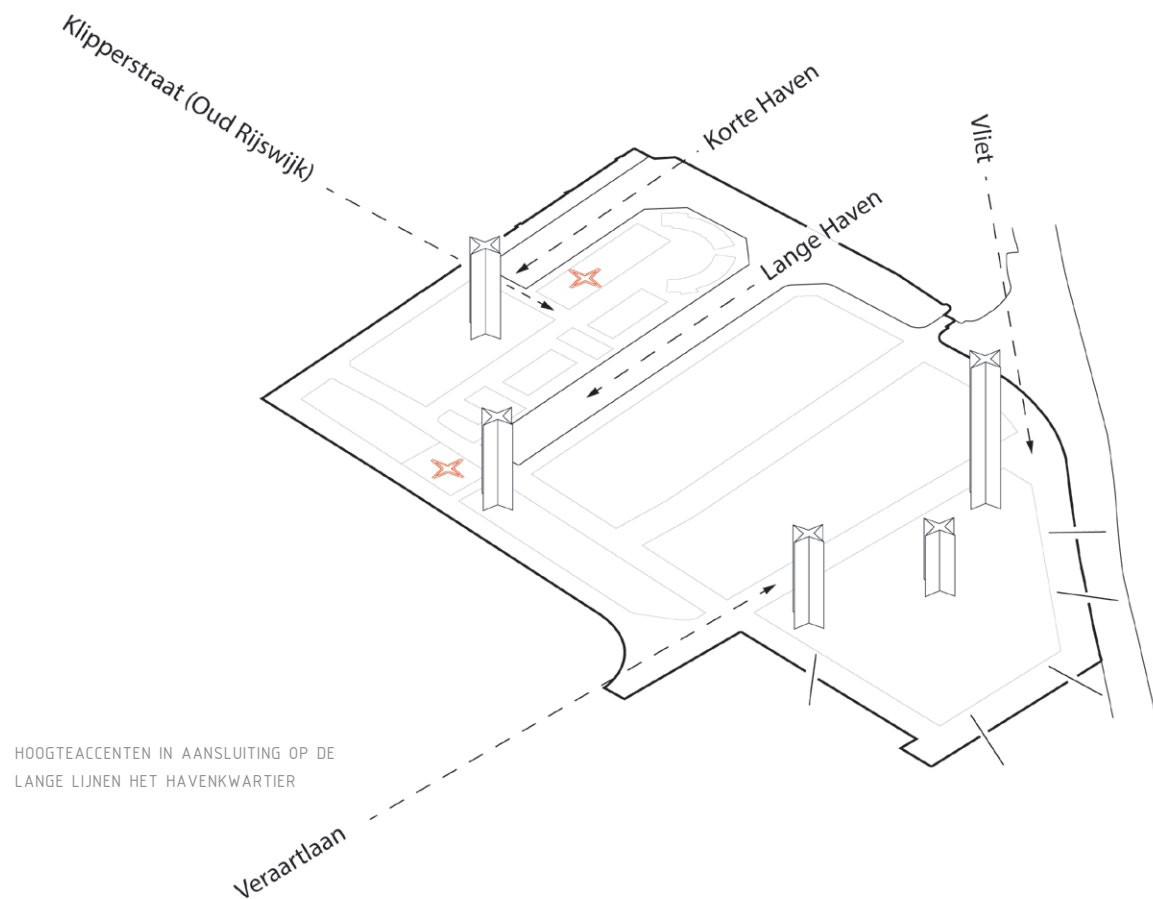 Klipperstraat (Oud Rijswijk)
Korte Haven
Vliet
Lange Haven
HOOGTEACCENTEN IN AANSLUITING OP DE
LANGE LIJNEN HET HAVENKWARTIER
Veraartlaan